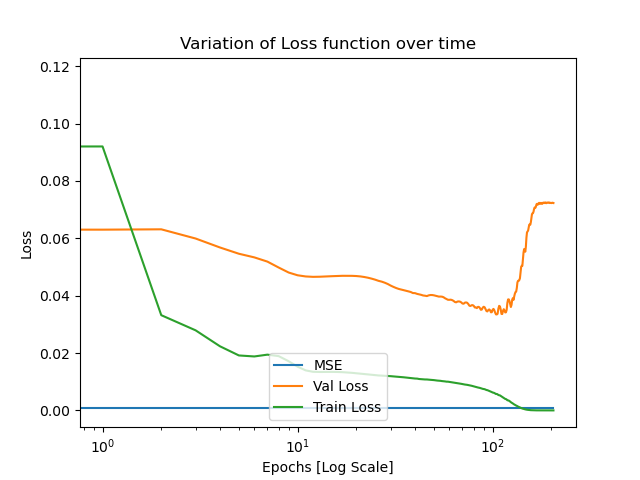 Variation of Loss function over time
0.12
0.10
0.08
0.06
0.04
0.02
0.00
Loss
MSE
Val Loss
Train Loss
10⁰
10¹
10²
Epochs [Log Scale]